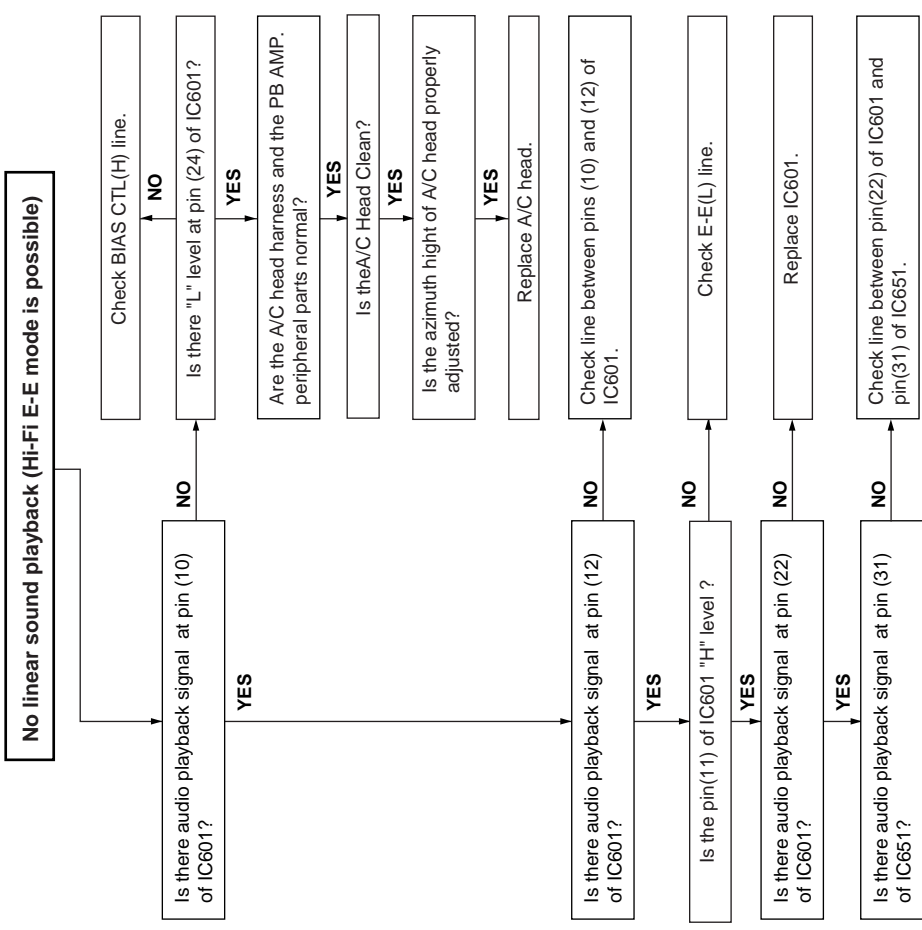 No linear sound playback (Hi-Fi E-E mode is possible)
Is there audio playback signal at pin (10)
of IC601?
NO
YES
Check BIAS CTL(H) line.
NO
Is there "L" level at pin (24) of IC601?
YES
Are the A/C head harness and the PB AMP.
peripheral parts normal?
YES
Is theA/C Head Clean?
YES
Is the azimuth hight of A/C head properly
adjusted?
YES
Replace A/C head.
Is there audio playback signal at pin (12)
of IC601?
NO
Check line between pins (10) and (12) of
IC601.
YES
Is the pin(11) of IC601 "H" level ?
NO
Check E-E(L) line.
YES
Is there audio playback signal at pin (22)
of IC601?
NO
Replace IC601.
YES
Is there audio playback signal at pin (31)
of IC651?
NO
Check line between pin(22) of IC601 and
pin(31) of IC651.